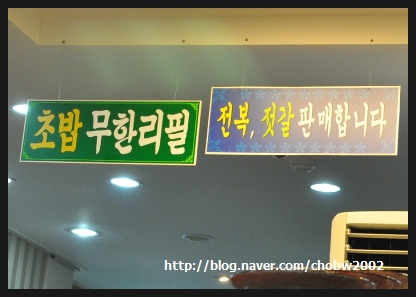 초밥 무한리필
전복, 젓갈 판매합니다
http://blog.naver.com/chobw2002